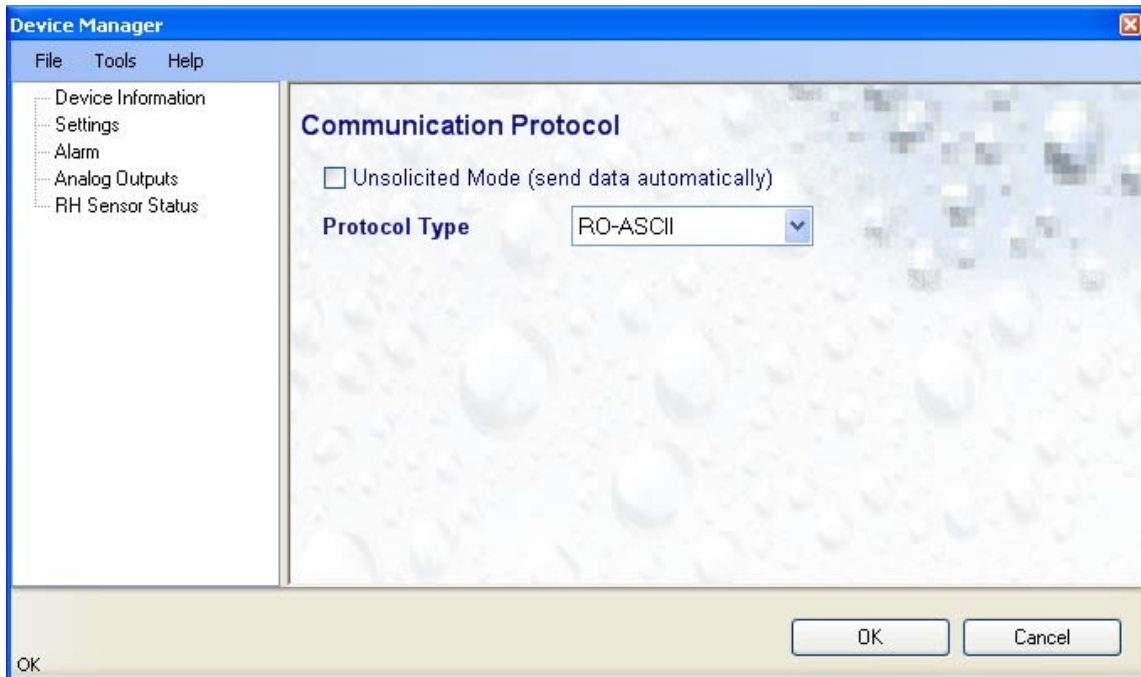 Device Manager
File Tools Help
Device Information
Settings
Alarm
Analog Outputs
RH Sensor Status
Communication Protocol
Unsolicited Mode (send data automatically)
Protocol Type RO-ASCII
OK Cancel
OK